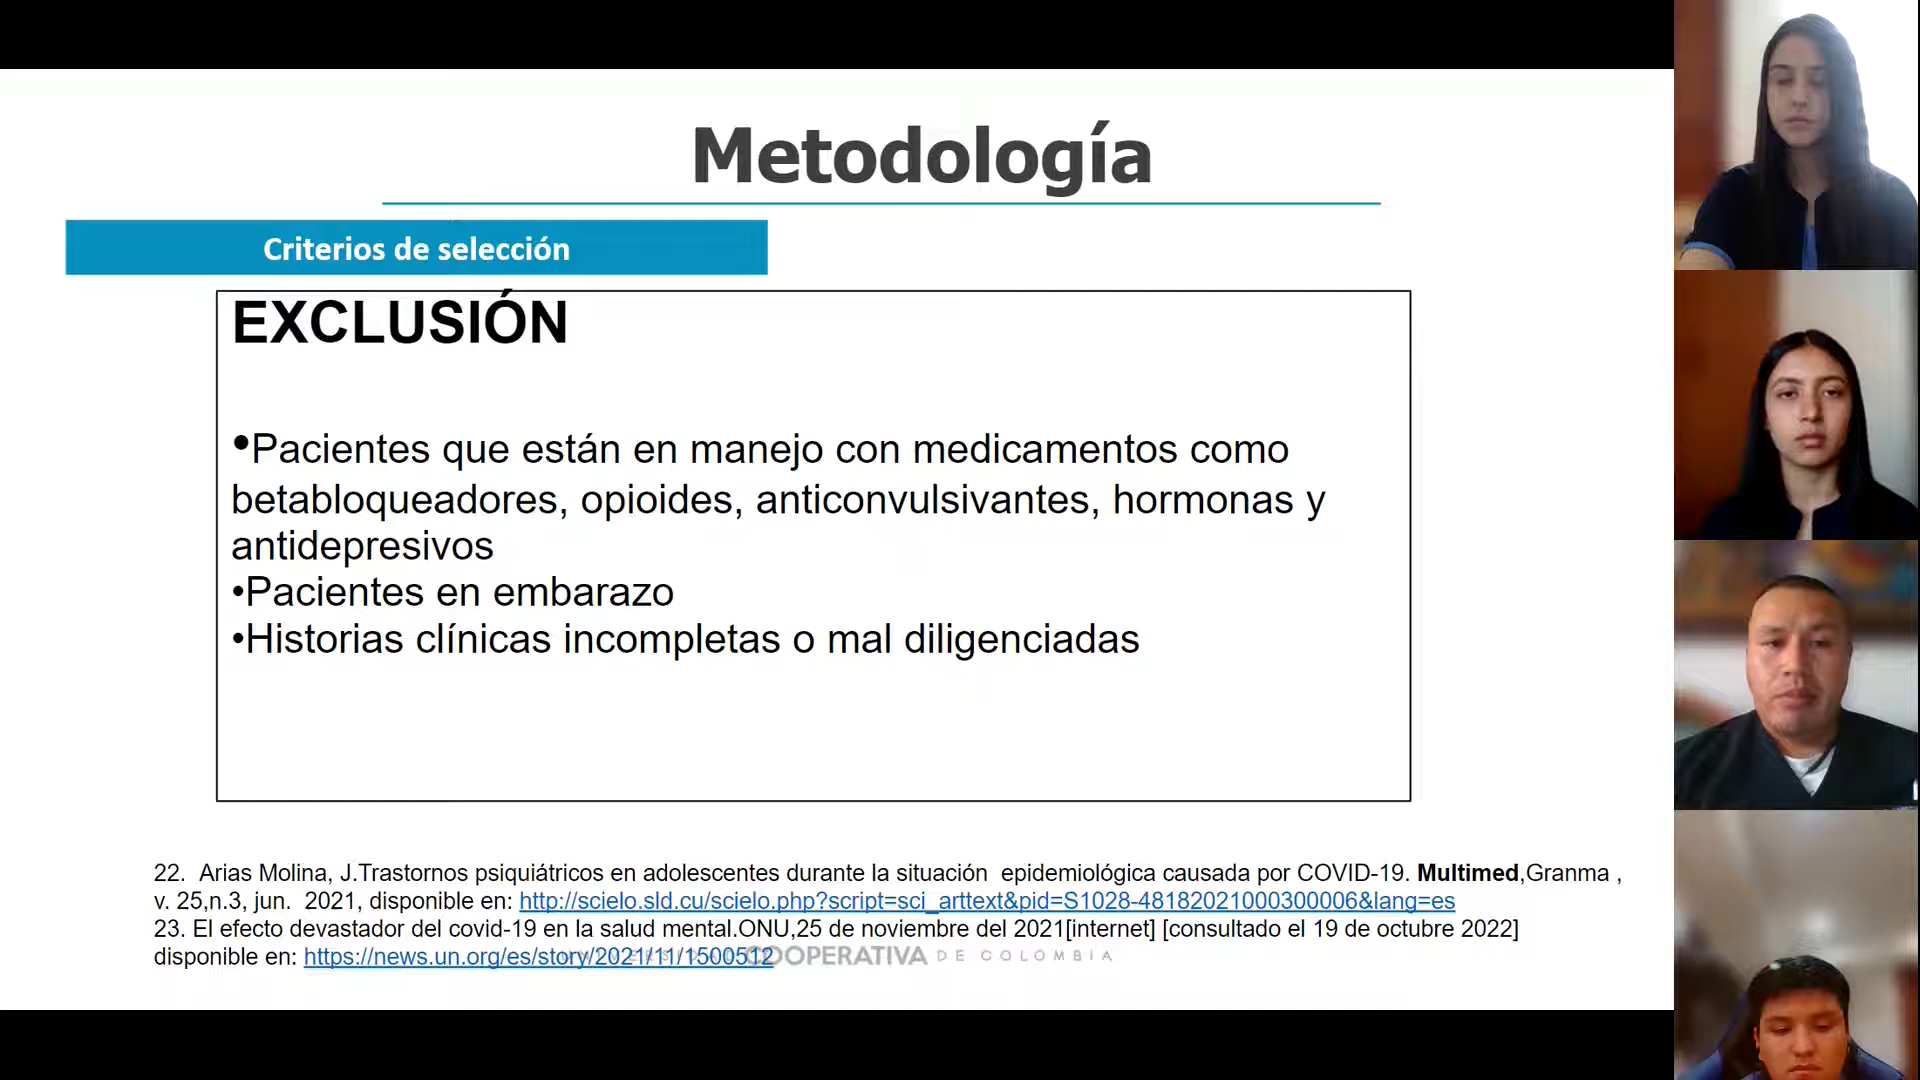 Metodología
Criterios de selección
EXCLUSIÓN
•Pacientes que están en manejo con medicamentos como
betabloqueadores, opioides, anticonvulsivantes, hormonas y
antidepresivos
•Pacientes en embarazo
•Historias clínicas incompletas o mal diligenciadas
22. Arias Molina, J.Trastornos psiquiátricos en adolescentes durante la situación epidemiológica causada por COVID-19. Multimed,Granma ,
v. 25,n.3, jun. 2021, disponible en: http://scielo.sld.cu/scielo.php?script=sci_arttext&pid=S1028-48182021000300006&lang=es
23. El efecto devastador del covid-19 en la salud mental.ONU,25 de noviembre del 2021[internet] [consultado el 19 de octubre 2022]
disponible en: https://news.un.org/es/story/2021/11/1500512
COOPERATIVA DE COLOMBIA